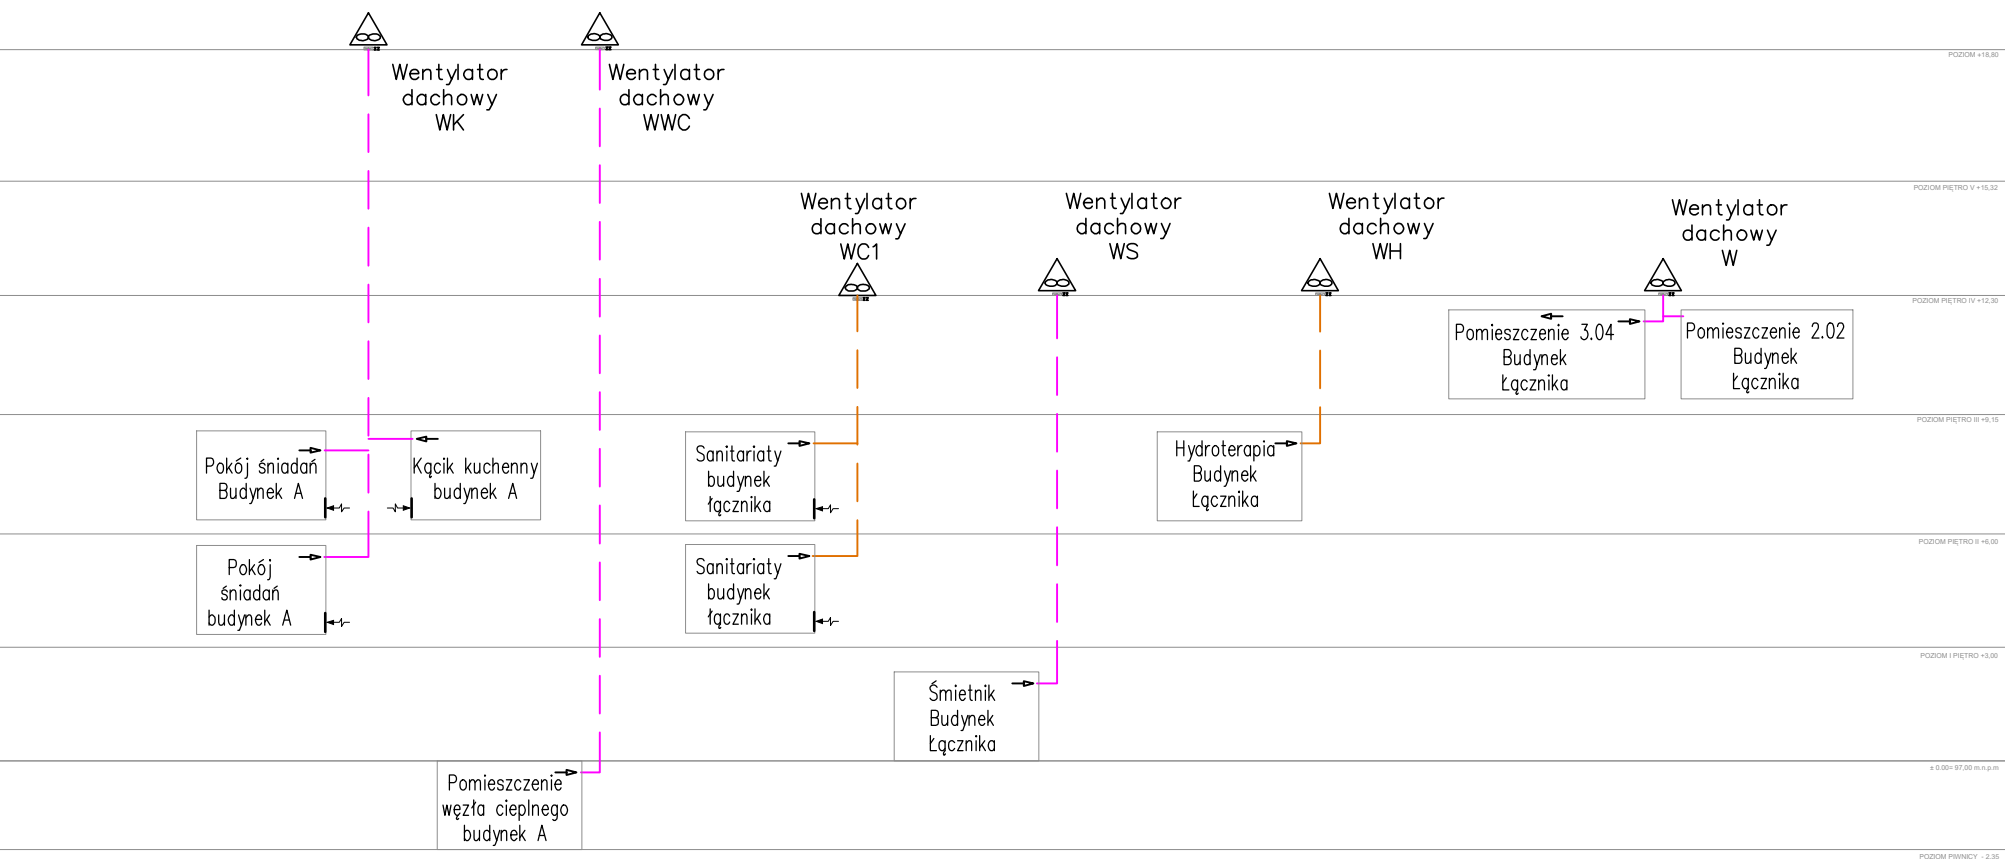 POZIOM +18,80
Wentylator
dachowy
WK
Wentylator
dachowy
WWC
POZIOM PIĘTRO V +15,32
Wentylator
dachowy
WC1
Wentylator
dachowy
WS
Wentylator
dachowy
WH
Wentylator
dachowy
W
POZIOM PIĘTRO IV +12,30
Pomieszczenie 3.04
Budynek
Łącznika
Pomieszczenie 2.02
Budynek
Łącznika
POZIOM PIĘTRO III +9,15
Pokój śniadań
Budynek A
Kącik kuchenny
budynek A
Sanitariaty
budynek
łącznika
Hydroterapia
Budynek
Łącznika
POZIOM PIĘTRO II +6,00
Pokój
śniadań
budynek A
Sanitariaty
budynek
łącznika
POZIOM I PIĘTRO +3,00
Śmietnik
Budynek
Łącznika
± 0.00= 97,00 m.n.p.m
Pomieszczenie
węzła cieplnego
budynek A
POZIOM PIWNICY - 2.35